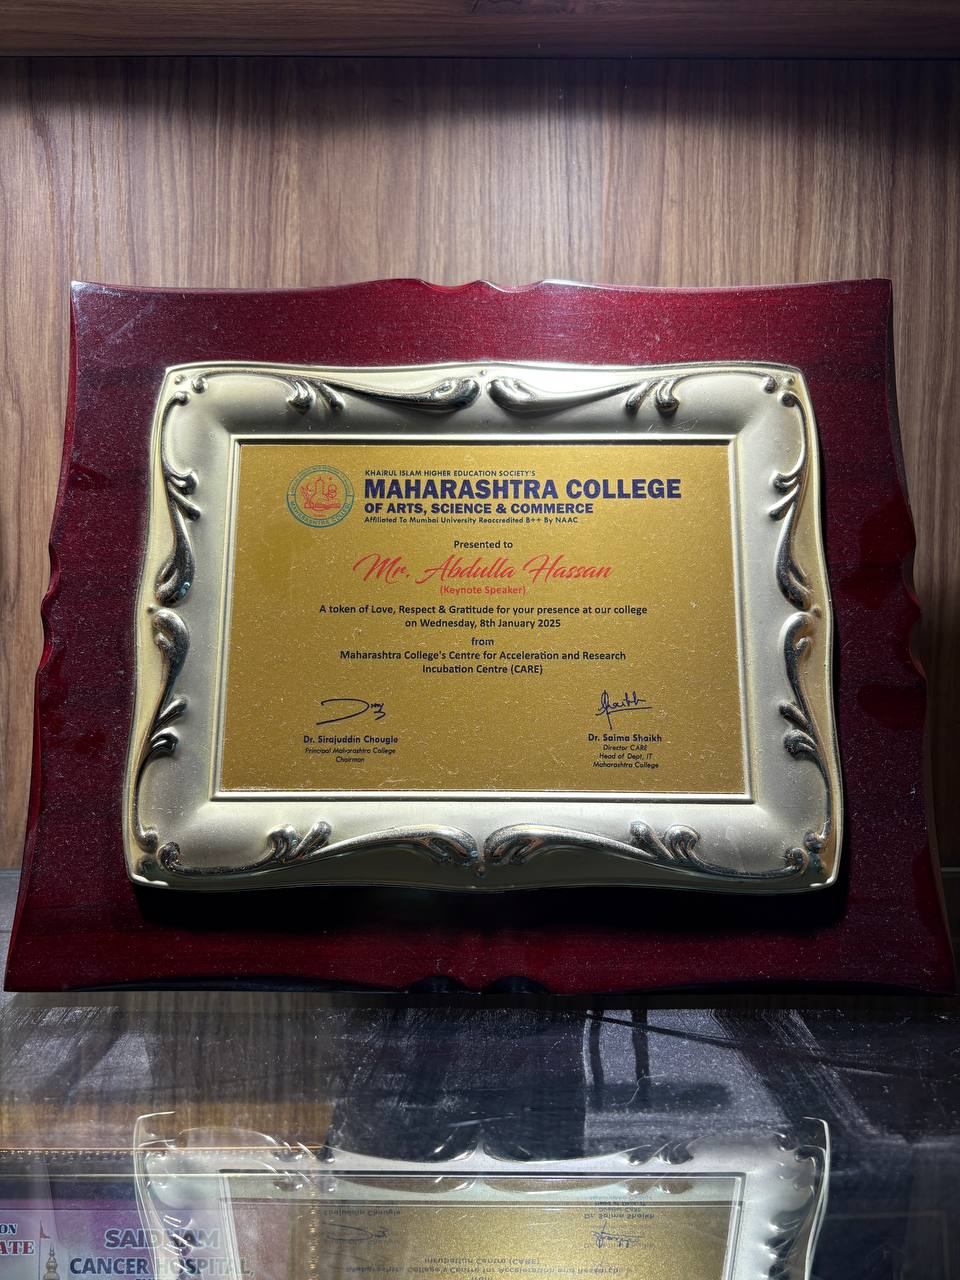 KHAIRUL ISLAM HIGHER EDUCATION SOCIETY'S
MAHARASHTRA COLLEGE
OF ARTS, SCIENCE & COMMERCE
Affiliated To Mumbai University Reaccredited B++ By NAAC
Presented to
Mr. Abdulla Hassan
(Keynote Speaker)
A token of Love, Respect & Gratitude for your presence at our college
on Wednesday, 8th January 2025
from
Maharashtra College's Centre for Acceleration and Research
Incubation Centre (CARE)
Dr. Sirajuddin Chougle
Principal Maharashtra College
Chairman
Shaikh
Dr. Saima Shaikh
Director CARE
Head of Dept, IT
Maharashtra College
CANCER HOSPITAL,